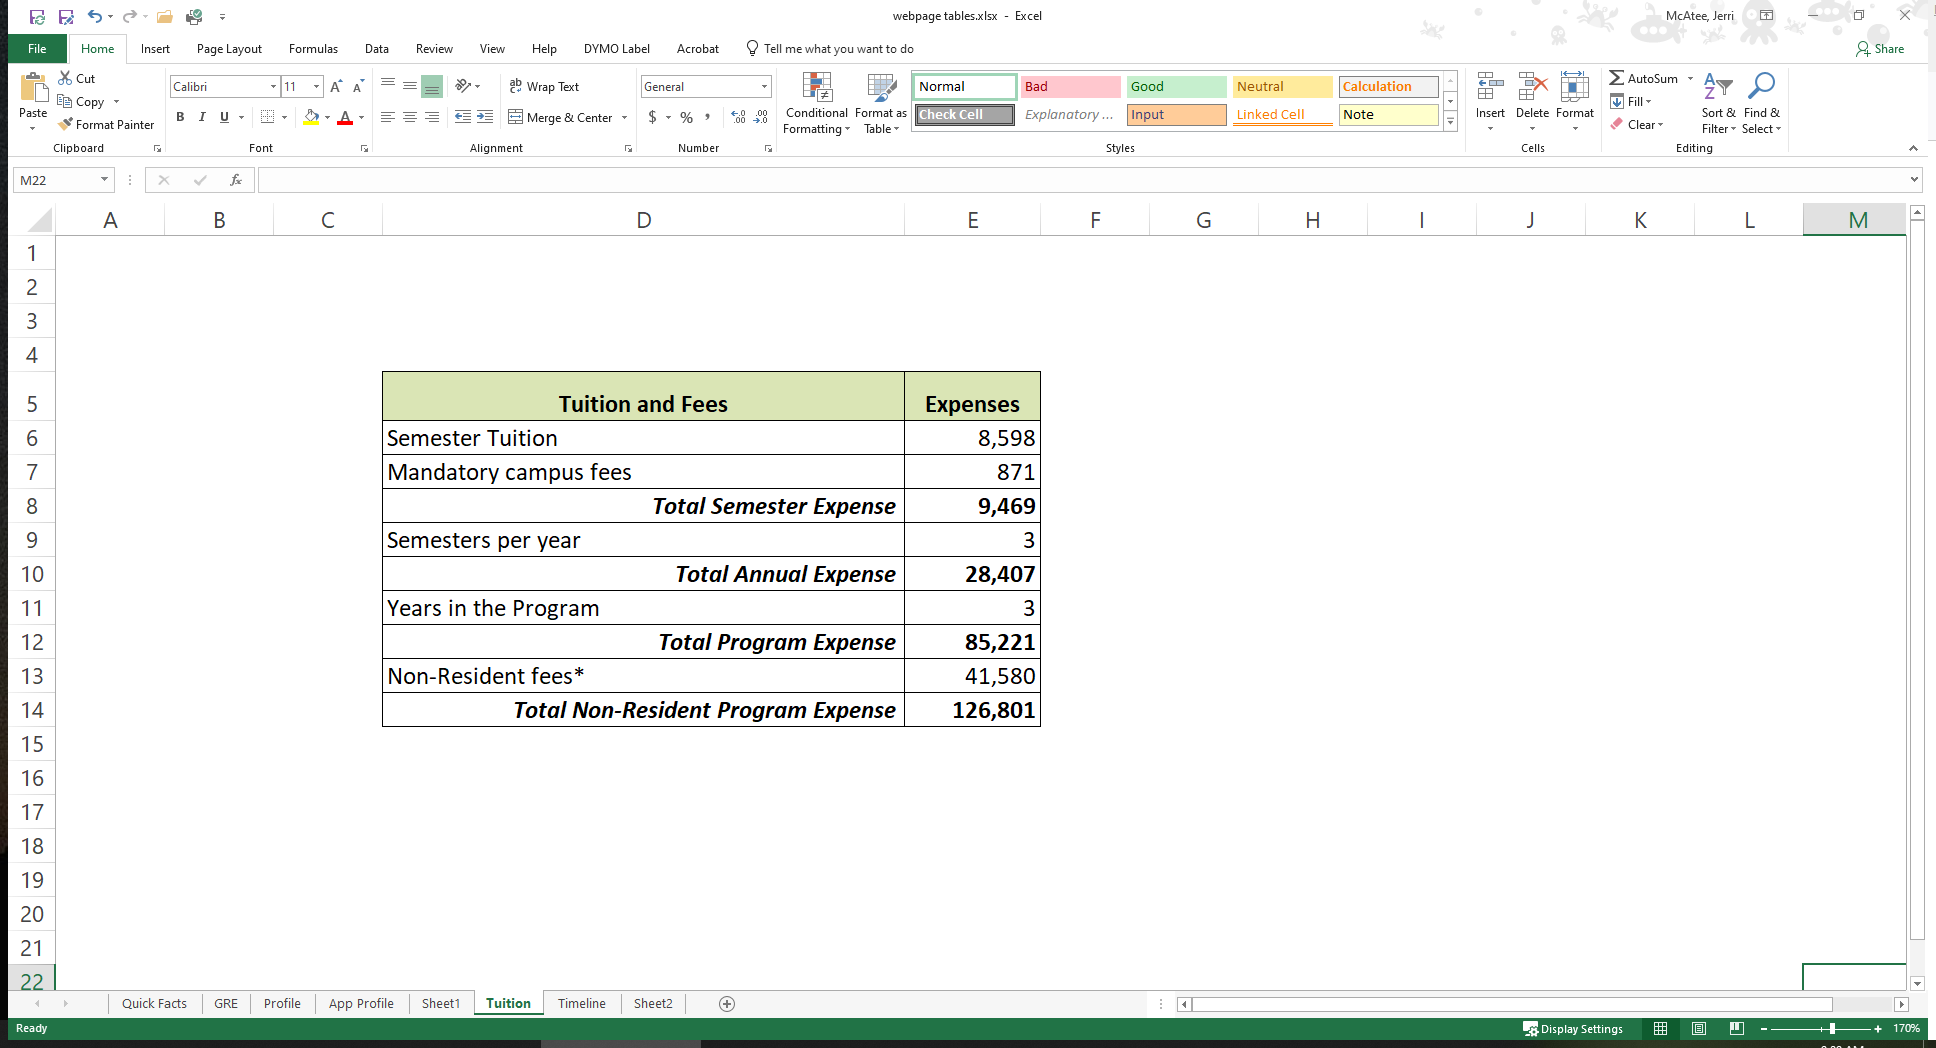 webpage tables.xlsx - Excel
McAtee, Jerri
File Home Insert Page Layout Formulas Data Review View Help DYMO Label Acrobat Tell me what you want to do
Share
Paste
Cut
Copy
Format Painter
Clipboard
Calibri 11
B I U
Font
Wrap Text
Merge & Center
Alignment
General
$ % ,
Number
Conditional Formatting
Format as Table
Normal Bad Good Neutral Calculation
Check Cell Explanatory ... Input Linked Cell Note
Styles
Insert Delete Format
Cells
AutoSum
Fill
Clear
Sort & Filter
Find & Select
Editing
M22
fx
A B C D E F G H I J K L M
1
2
3
4
5 Tuition and Fees Expenses
6 Semester Tuition 8,598
7 Mandatory campus fees 871
8 Total Semester Expense 9,469
9 Semesters per year 3
10 Total Annual Expense 28,407
11 Years in the Program 3
12 Total Program Expense 85,221
13 Non-Resident fees* 41,580
14 Total Non-Resident Program Expense 126,801
15
16
17
18
19
20
21
22
Quick Facts GRE Profile App Profile Sheet1 Tuition Timeline Sheet2
Ready
Display Settings
170%